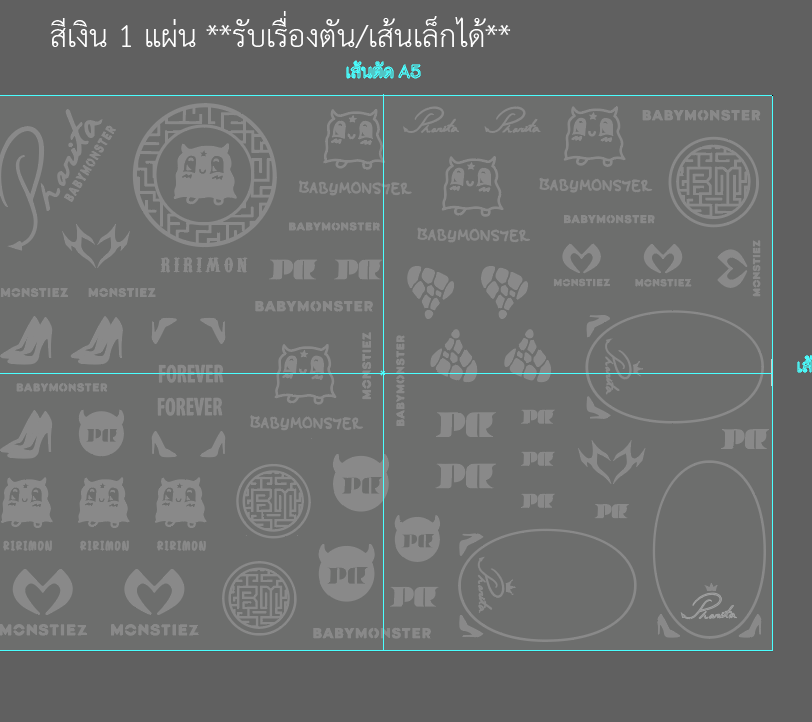 สีเงิน 1 แผ่น **รับเรื่องตัน/เส้นเล็กได้**
เส้นตัด A5
Pharita
BABYMONSTER
RIRIMON
MONSTIEZ
MONSTIEZ
BABYMONSTER
BABYMONSTER
PR
PR
BABYMONSTER
Pharita
Pharita
BABYMONSTER
BABYMONSTER
BABYMONSTER
BABYMONSTER
BM
MONSTIEZ
MONSTIEZ
MONSTIEZ
BABYMONSTER
FOREVER
FOREVER
MONSTIEZ
BABYMONSTER
BABYMONSTER
Pharita
PR
RIRIMON
RIRIMON
RIRIMON
BM
PR
PR
PR
PR
PR
PR
PR
PR
MONSTIEZ
MONSTIEZ
BM
PR
PR
PR
BABYMONSTER
Pharita
Pharita
เส้